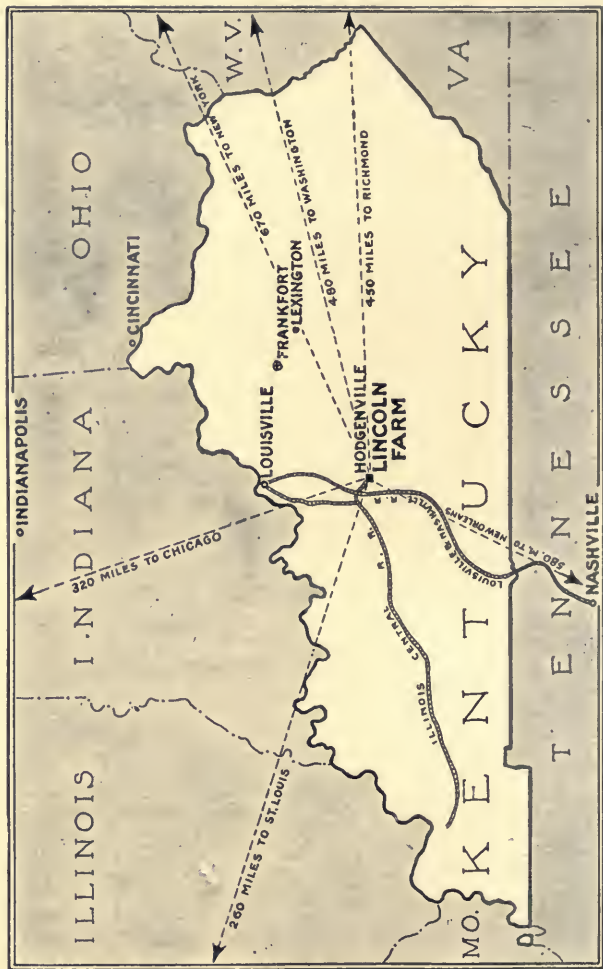 INDIANAPOLIS
OHIO
CINCINNATI
W. V.
670 MILES TO NEW YORK
INDIANA
320 MILES TO CHICAGO
ILLINOIS
LOUISVILLE
FRANKFORT
LEXINGTON
480 MILES TO WASHINGTON
VA
450 MILES TO RICHMOND
HODGENVILLE
LINCOLN
FARM
260 MILES TO ST. LOUIS
ILLINOIS CENTRAL R. R.
LOUISVILLE & NASHVILLE R. R.
580 M. TO NEW ORLEANS
MO.
KENTUCKY
TENNESSEE
NASHVILLE